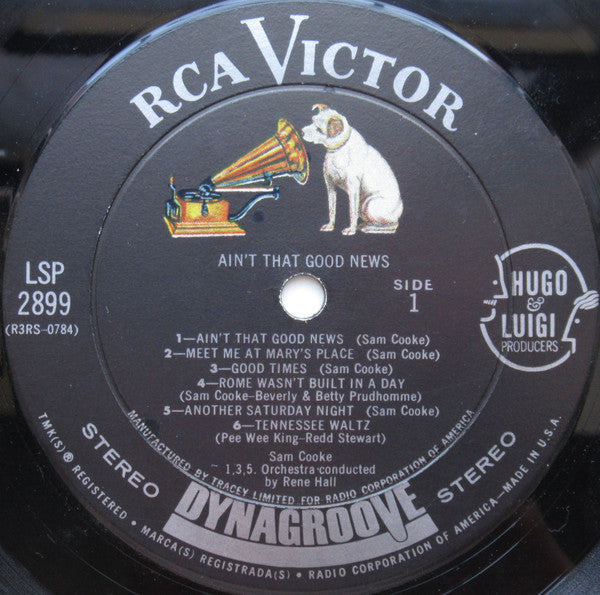 RCA VICTOR
AIN'T THAT GOOD NEWS
LSP
2899
(R3RS-0784)
SIDE
1
HUGO
&
LUIGI
PRODUCERS
1—AIN'T THAT GOOD NEWS (Sam Cooke)
2—MEET ME AT MARY'S PLACE (Sam Cooke)
3—GOOD TIMES (Sam Cooke)
4—ROME WASN'T BUILT IN A DAY
(Sam Cooke-Beverly & Betty Prudhomme)
5—ANOTHER SATURDAY NIGHT (Sam Cooke)
6—TENNESSEE WALTZ
(Pee Wee King-Redd Stewart)
Sam Cooke
~ 1,3,5. Orchestra conducted
by Rene Hall
MANUFACTURED BY TRACEY LIMITED FOR RADIO CORPORATION OF AMERICA
STEREO
DYNAGROOVE
STEREO
TMK(S)® REGISTERED. • MARCA(S) REGISTRADA(S) • RADIO CORPORATION OF AMERICA—MADE IN U.S.A.